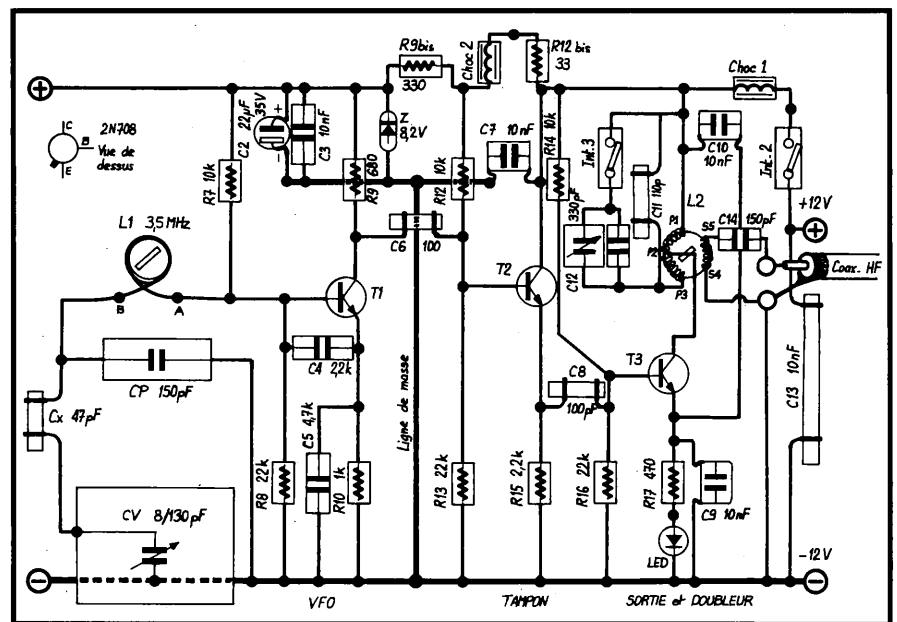 R9bis
330
Choc 2
R12 bis
33
Choc 1
+
2N708
C
B
E
Vue de
dessus
22µF
35V
+
-
C2
10nF
C3
Z
8,2V
R7 10k
R9 680
R12 10k
C7 10nF
R14 10k
Int.3
330pF
C11 110p
C10
10nF
Int.2
+12V
+
L2
P1
P2
P3
S5
S4
C14 150pF
Coax. HF
L1 3,5 MHz
B
A
C6 100
T1
T2
C12
T3
C4
2,2k
CP 150pF
Cx 47pF
C5 4,7k
Ligne de masse
C8
100pF
C13 10nF
R8 22k
R10 1k
R13 22k
R15 2,2k
R16 22k
R17 470
C9 10nF
CV 8/130pF
LED
-12V
-
-
VFO
TAMPON
SORTIE et DOUBLEUR